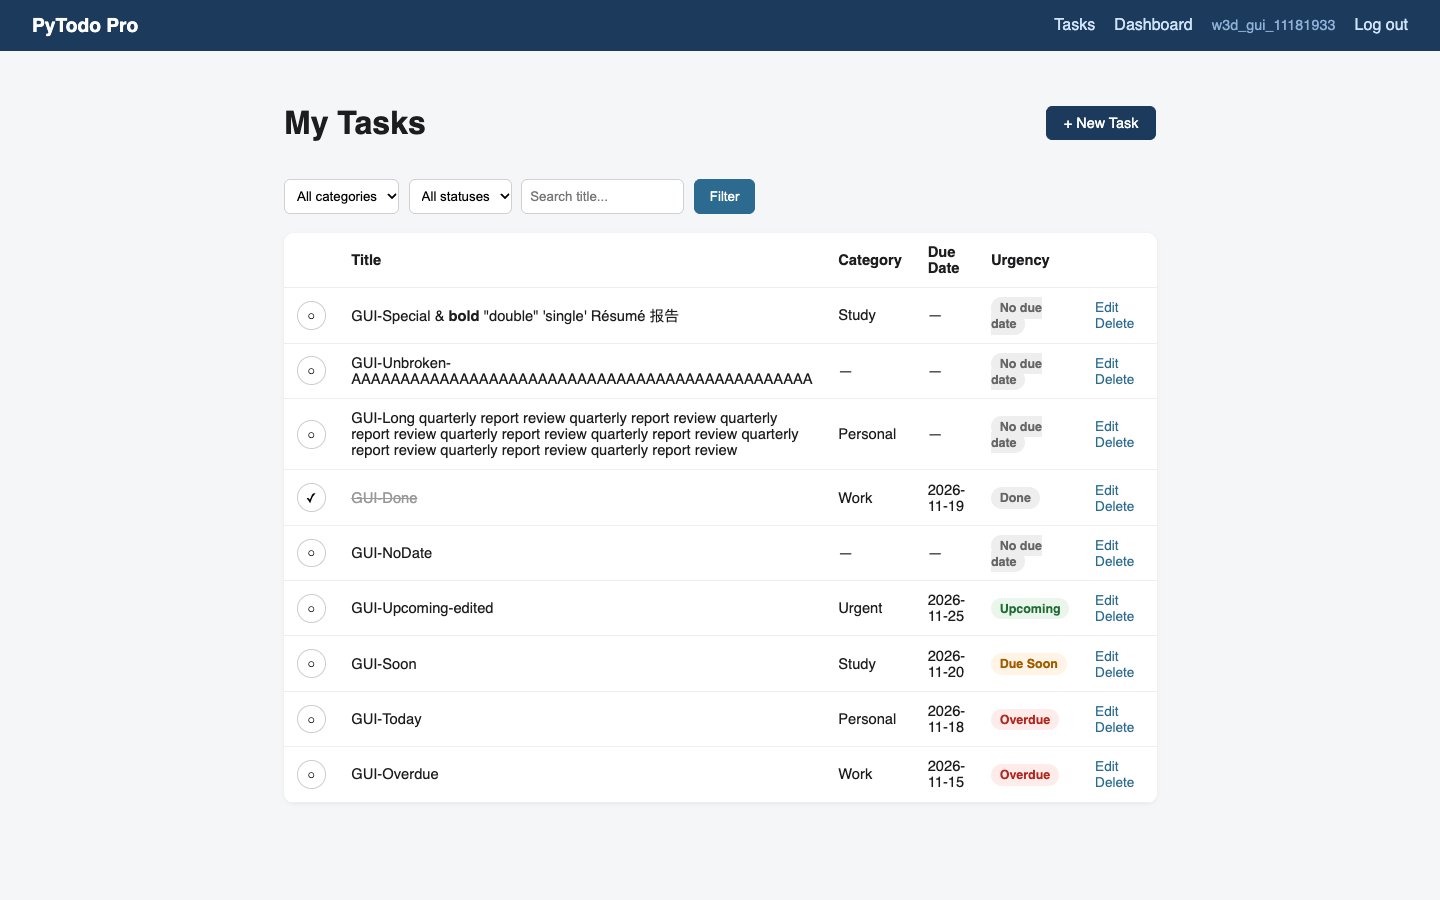 PyTodo Pro
Tasks Dashboard w3d_gui_11181933 Log out
My Tasks
+ New Task
All categories All statuses Search title... Filter
Title Category Due Date Urgency
○ GUI-Special & bold "double" 'single' Résumé 报告 Study — No due date Edit Delete
○ GUI-Unbroken-
AAAAAAAAAAAAAAAAAAAAAAAAAAAAAAAAAAAAAAAAAAAAAAA — — No due date Edit Delete
○ GUI-Long quarterly report review quarterly report review quarterly
report review quarterly report review quarterly report review quarterly
report review quarterly report review quarterly report review Personal — No due date Edit Delete
✓ GUI-Done Work 2026-11-19 Done Edit Delete
○ GUI-NoDate — — No due date Edit Delete
○ GUI-Upcoming-edited Urgent 2026-11-25 Upcoming Edit Delete
○ GUI-Soon Study 2026-11-20 Due Soon Edit Delete
○ GUI-Today Personal 2026-11-18 Overdue Edit Delete
○ GUI-Overdue Work 2026-11-15 Overdue Edit Delete